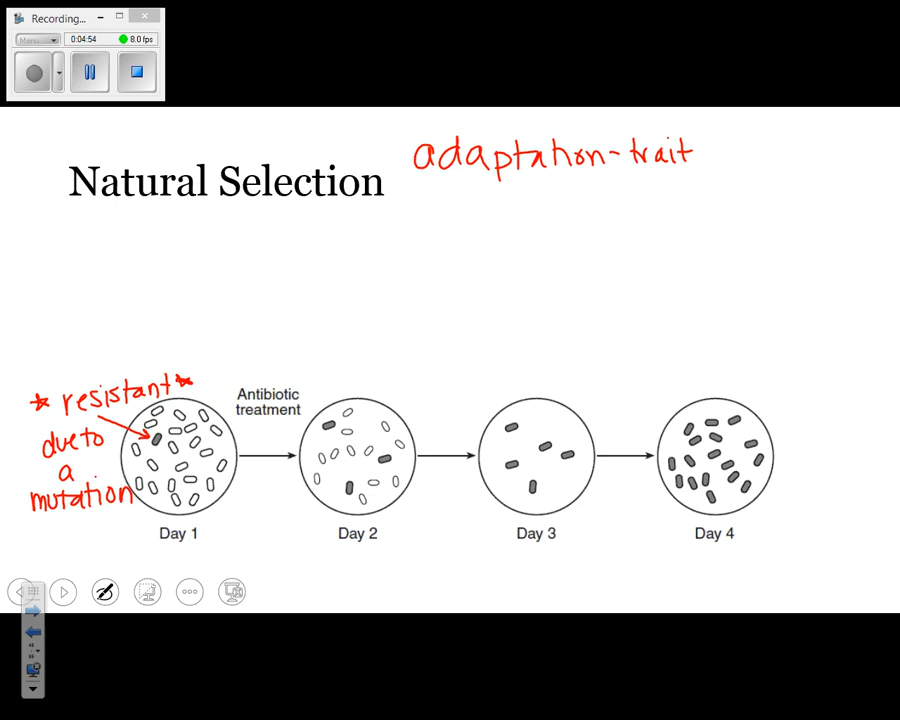 Recording...
Menu
0:04:54
8.0 fps
Natural Selection
adaptation-trait
*resistant*
due to
a
mutation
Antibiotic
treatment
Day 1
Day 2
Day 3
Day 4